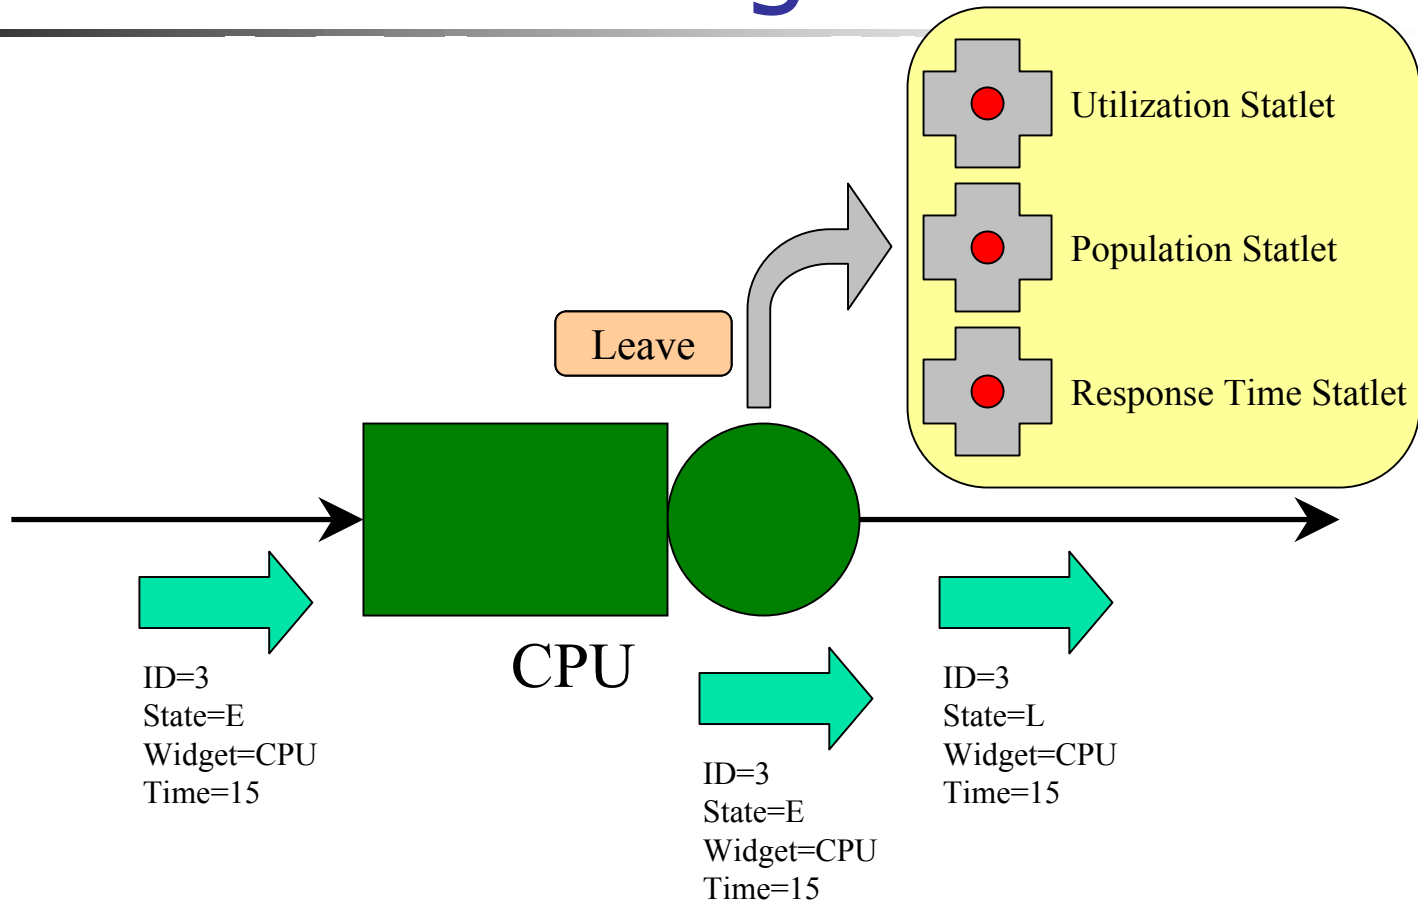 Utilization Statlet
Population Statlet
Leave
Response Time Statlet
CPU
ID=3
State=E
Widget=CPU
Time=15
ID=3
State=E
Widget=CPU
Time=15
ID=3
State=L
Widget=CPU
Time=15